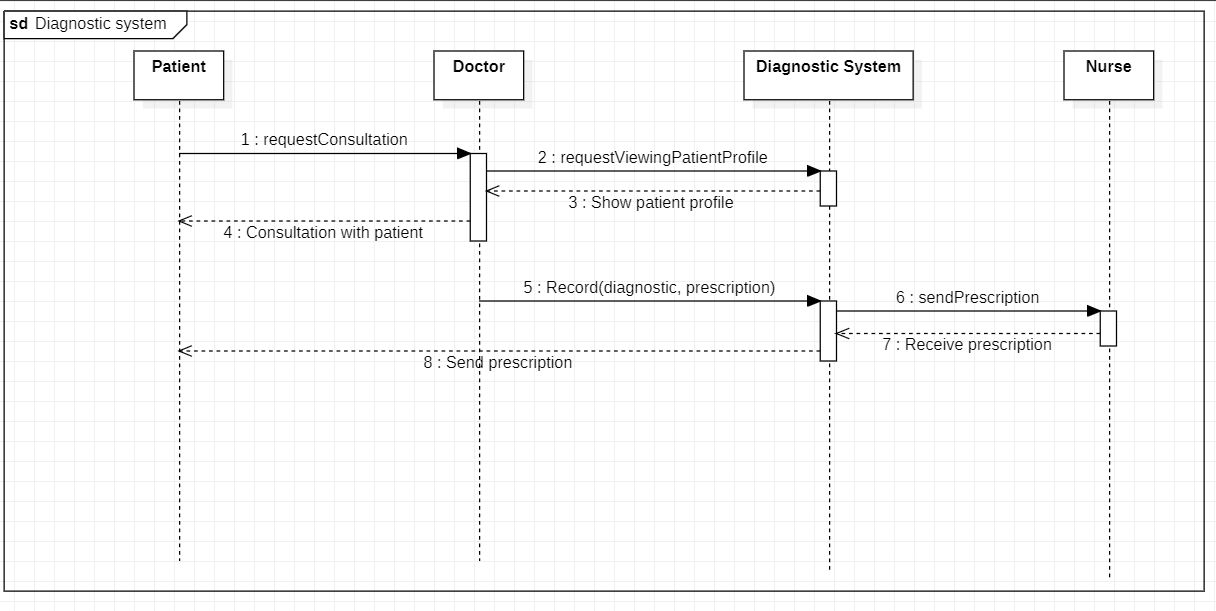 sd Diagnostic system
Patient
Doctor
Diagnostic System
Nurse
1 : requestConsultation
2 : requestViewingPatientProfile
3 : Show patient profile
4 : Consultation with patient
5 : Record(diagnostic, prescription)
6 : sendPrescription
7 : Receive prescription
8 : Send prescription